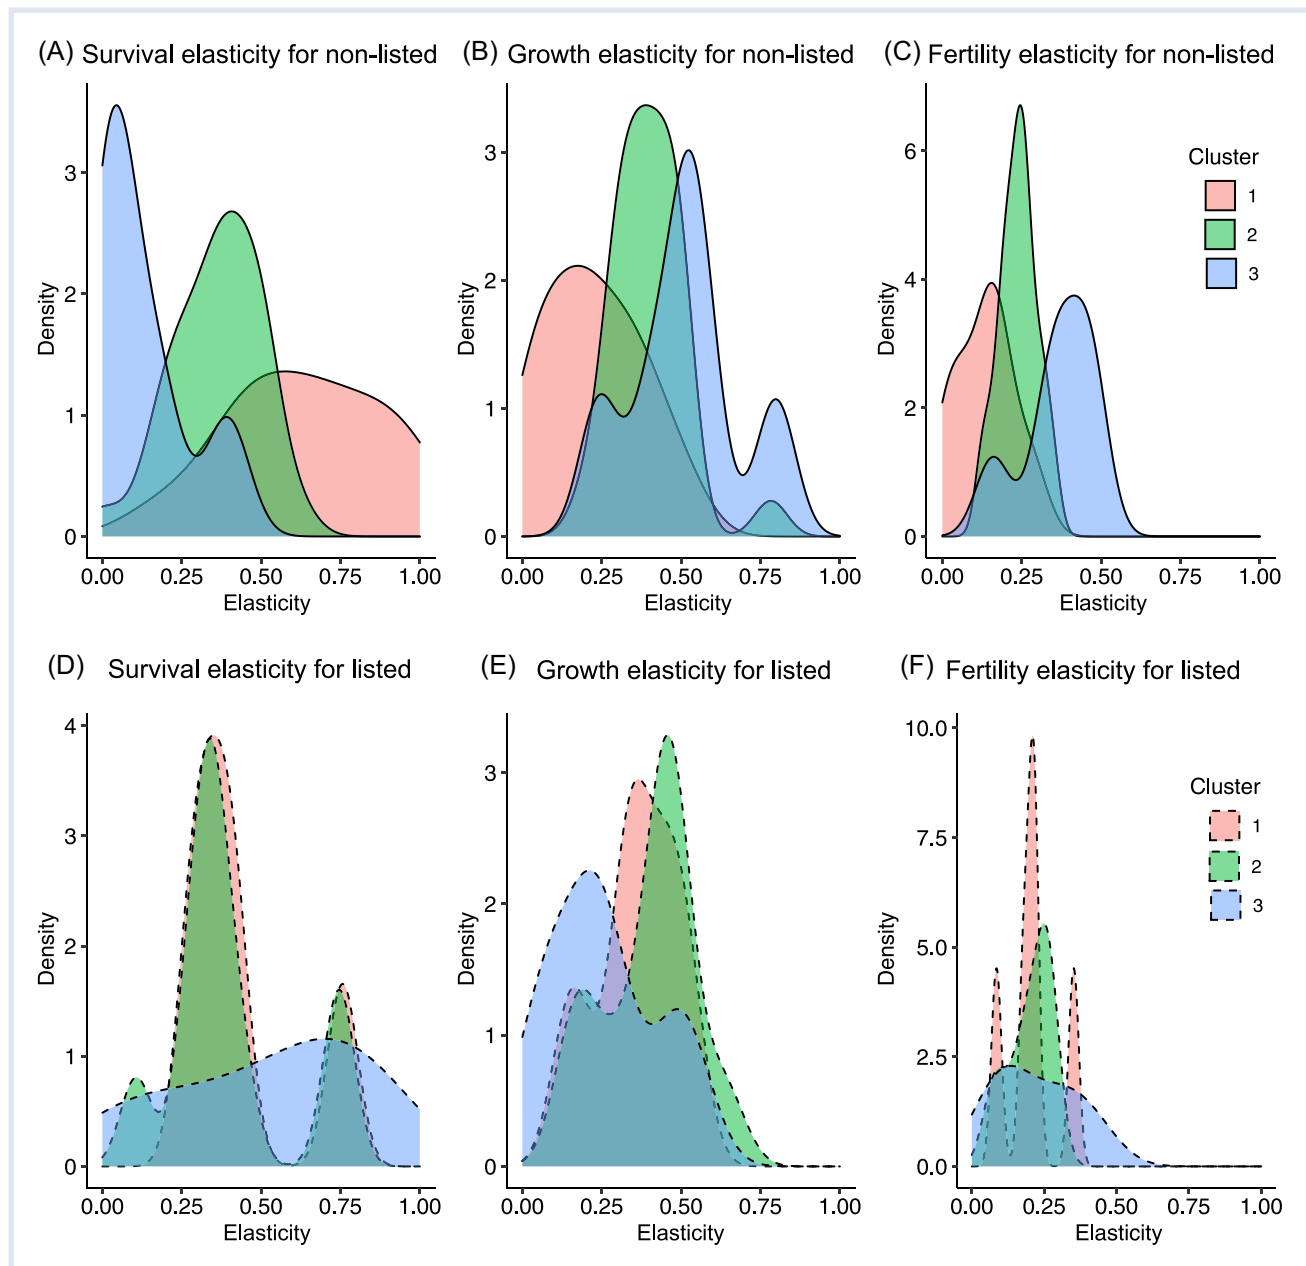 (A) Survival elasticity for non-listed
(B) Growth elasticity for non-listed
(C) Fertility elasticity for non-listed
Density
3
2
1
0
0.00 0.25 0.50 0.75 1.00
Elasticity
Density
3
2
1
0
0.00 0.25 0.50 0.75 1.00
Elasticity
Density
6
4
2
0
0.00 0.25 0.50 0.75 1.00
Elasticity
Cluster
1
2
3
(D) Survival elasticity for listed
(E) Growth elasticity for listed
(F) Fertility elasticity for listed
Density
4
3
2
1
0
0.00 0.25 0.50 0.75 1.00
Elasticity
Density
3
2
1
0
0.00 0.25 0.50 0.75 1.00
Elasticity
Density
10.0
7.5
5.0
2.5
0.0
0.00 0.25 0.50 0.75 1.00
Elasticity
Cluster
1
2
3